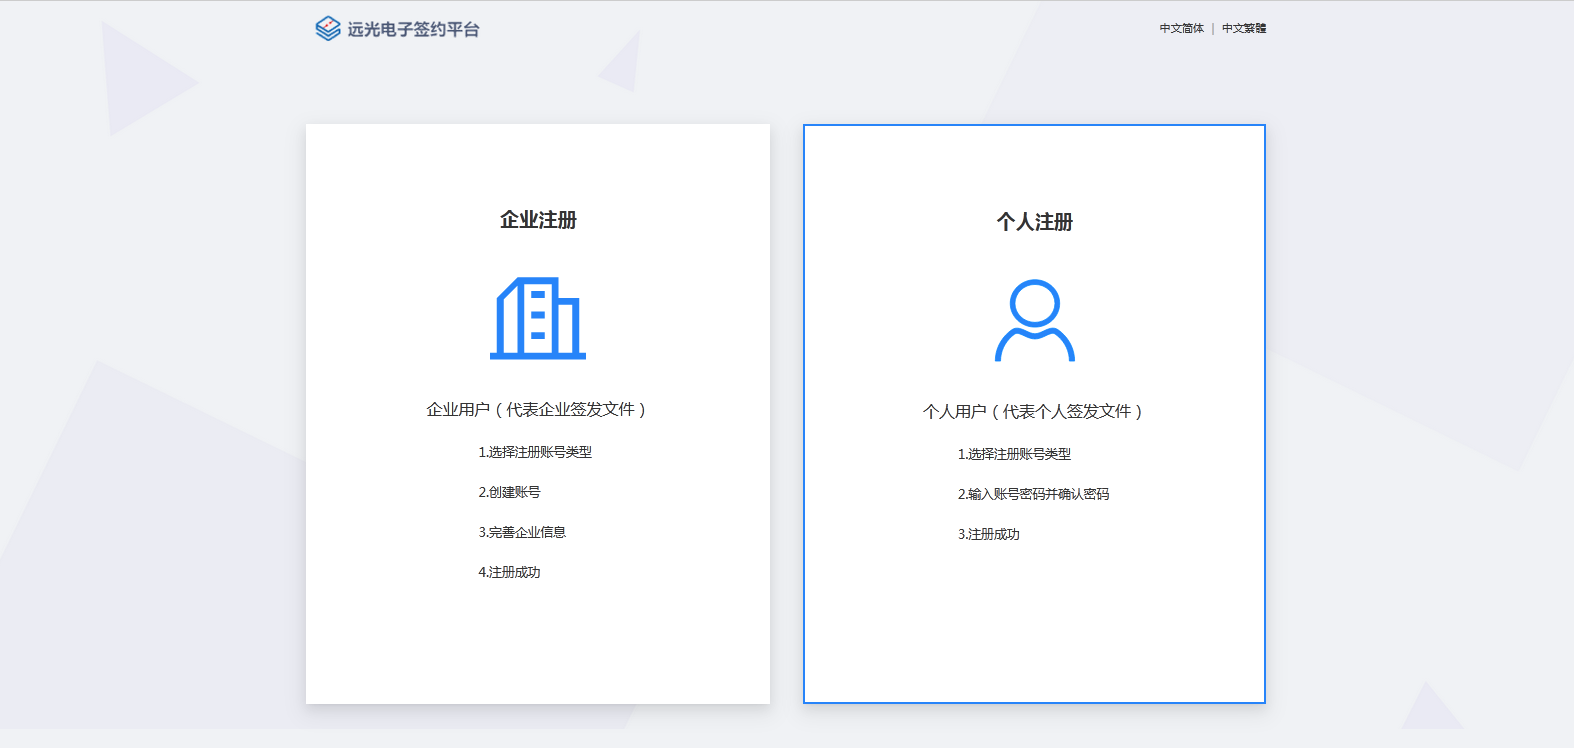 远光电子签约平台
中文简体 | 中文繁體
企业注册
企业用户（代表企业签发文件）
1.选择注册账号类型
2.创建账号
3.完善企业信息
4.注册成功
个人注册
个人用户（代表个人签发文件）
1.选择注册账号类型
2.输入账号密码并确认密码
3.注册成功